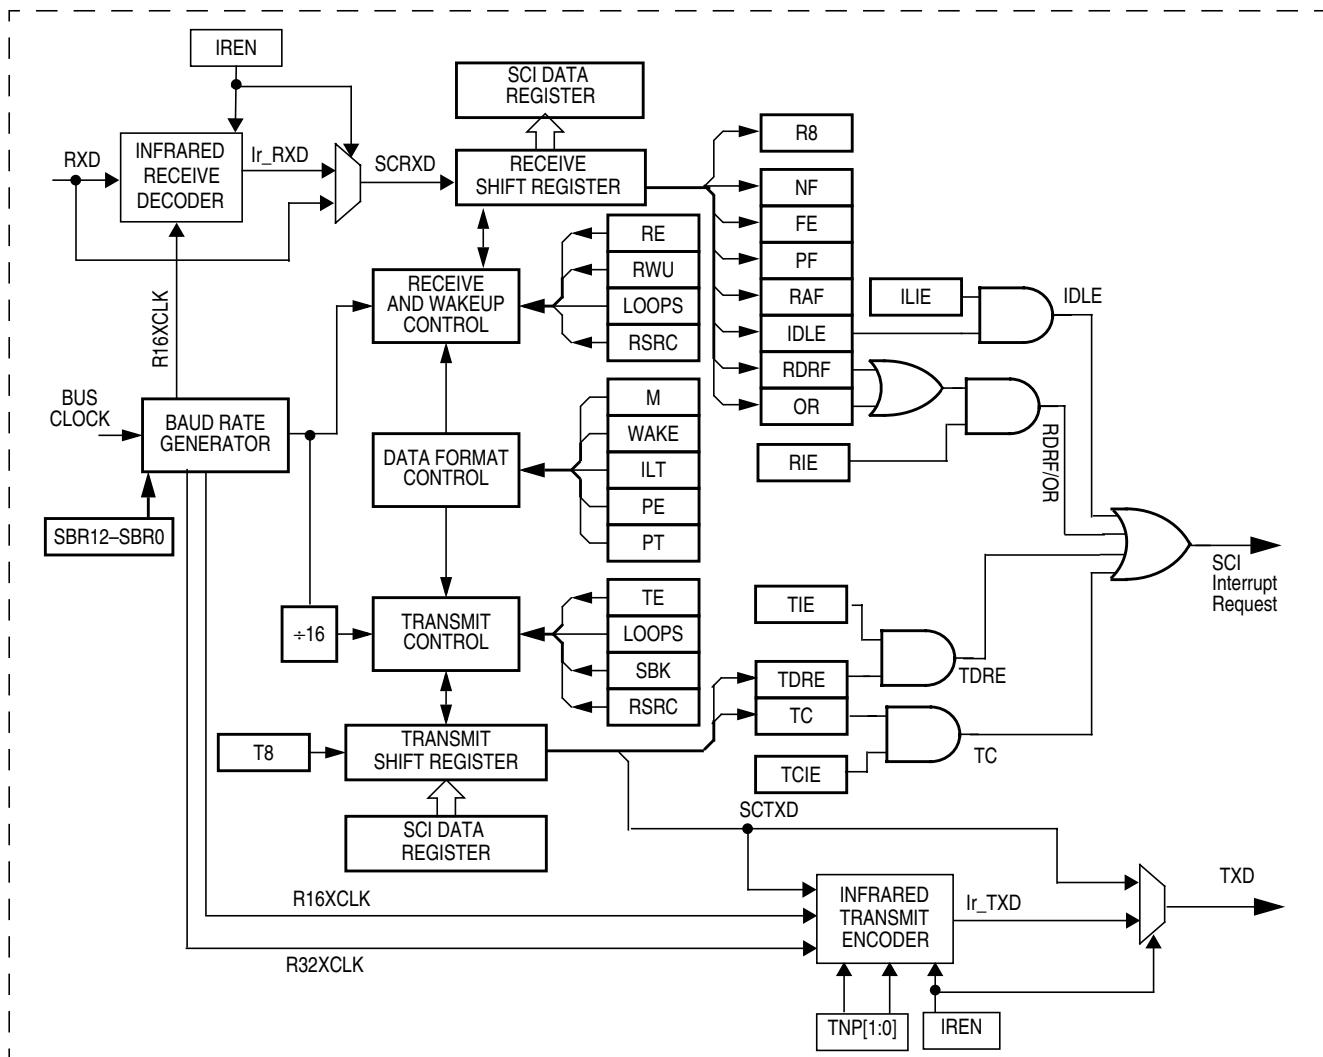 IREN
SCI DATA
REGISTER
RXD
INFRARED
RECEIVE
DECODER
Ir_RXD
SCRXD
RECEIVE
SHIFT REGISTER
R8
NF
FE
PF
RAF
IDLE
RDRF
OR
RE
RWU
LOOPS
RSRC
RECEIVE
AND WAKEUP
CONTROL
R16XCLK
ILIE
IDLE
RIE
RDRF/OR
BUS
CLOCK
BAUD RATE
GENERATOR
SBR12–SBR0
DATA FORMAT
CONTROL
M
WAKE
ILT
PE
PT
SCI
Interrupt
Request
÷16
TRANSMIT
CONTROL
TE
LOOPS
SBK
RSRC
TIE
TDRE
TC
TCIE
TDRE
TC
T8
TRANSMIT
SHIFT REGISTER
SCI DATA
REGISTER
SCTXD
R16XCLK
R32XCLK
INFRARED
TRANSMIT
ENCODER
Ir_TXD
TXD
TNP[1:0]
IREN